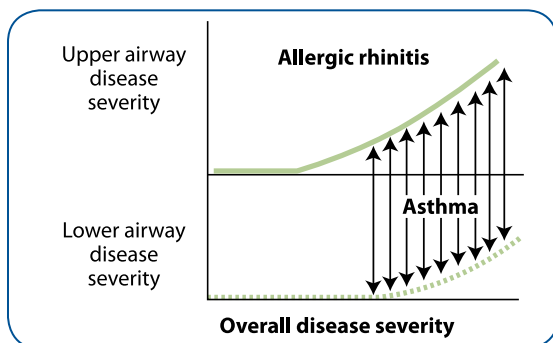 Upper airway
disease
severity
Allergic rhinitis
Asthma
Lower airway
disease
severity
Overall disease severity